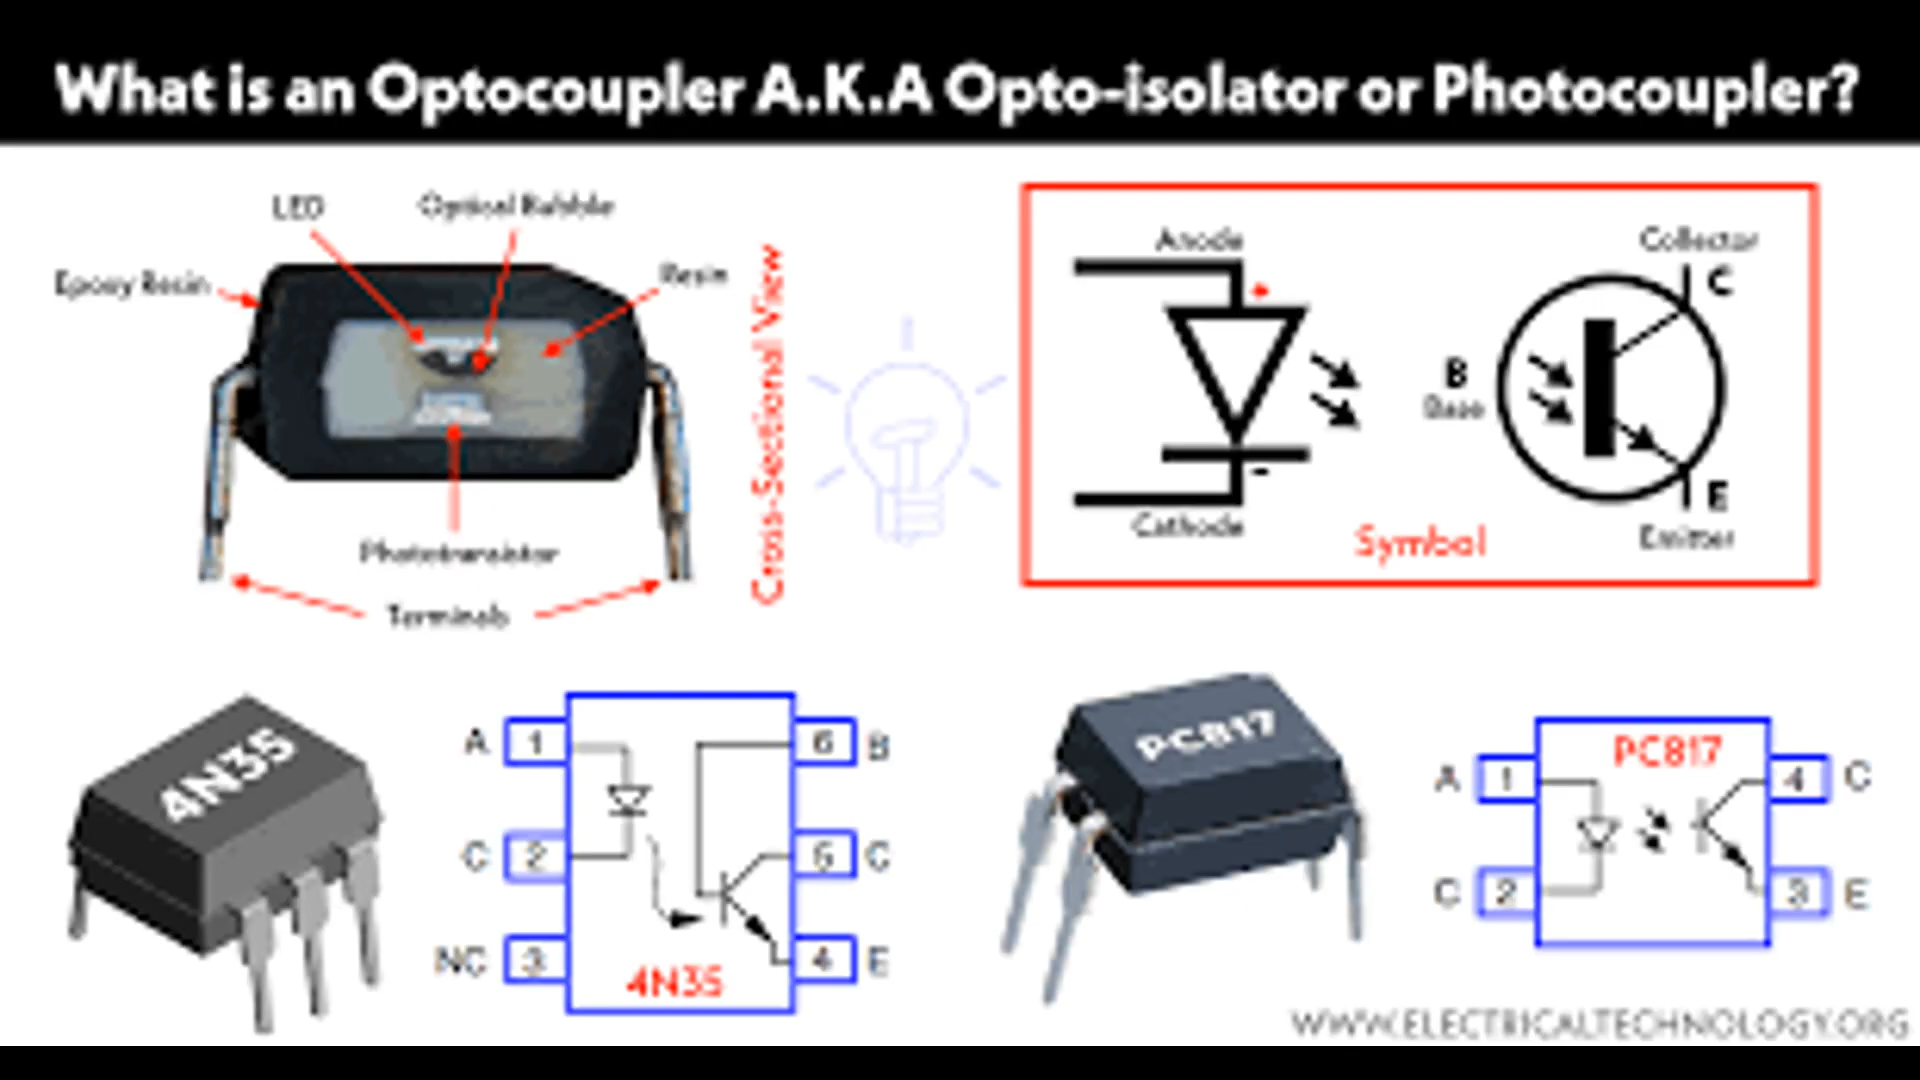 What is an Optocoupler A.K.A Opto-isolator or Photocoupler?
LED
Optical Bubble
Epoxy Resin
Resin
Cross-Sectional View
Phototransistor
Terminals
Anode
+
-
Cathode
Collector
C
B
Base
E
Emitter
Symbol
4N35
A 1
C 2
NC 3
6 B
5 C
4 E
4N35
PC817
PC817
A 1
C 2
4 C
3 E
WWW.ELECTRICALTECHNOLOGY.ORG